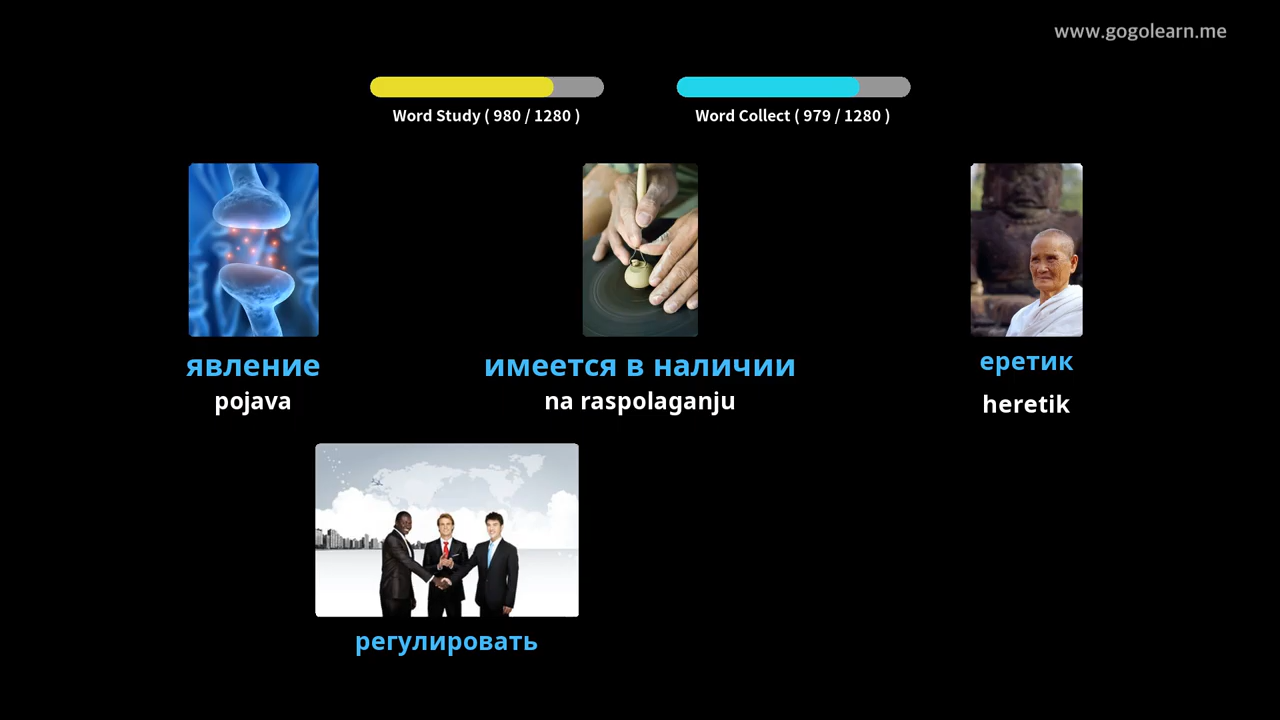 www.gogolearn.me
Word Study ( 980 / 1280 )
Word Collect ( 979 / 1280 )
явление
pojava
имеется в наличии
na raspolaganju
еретик
heretik
регулировать